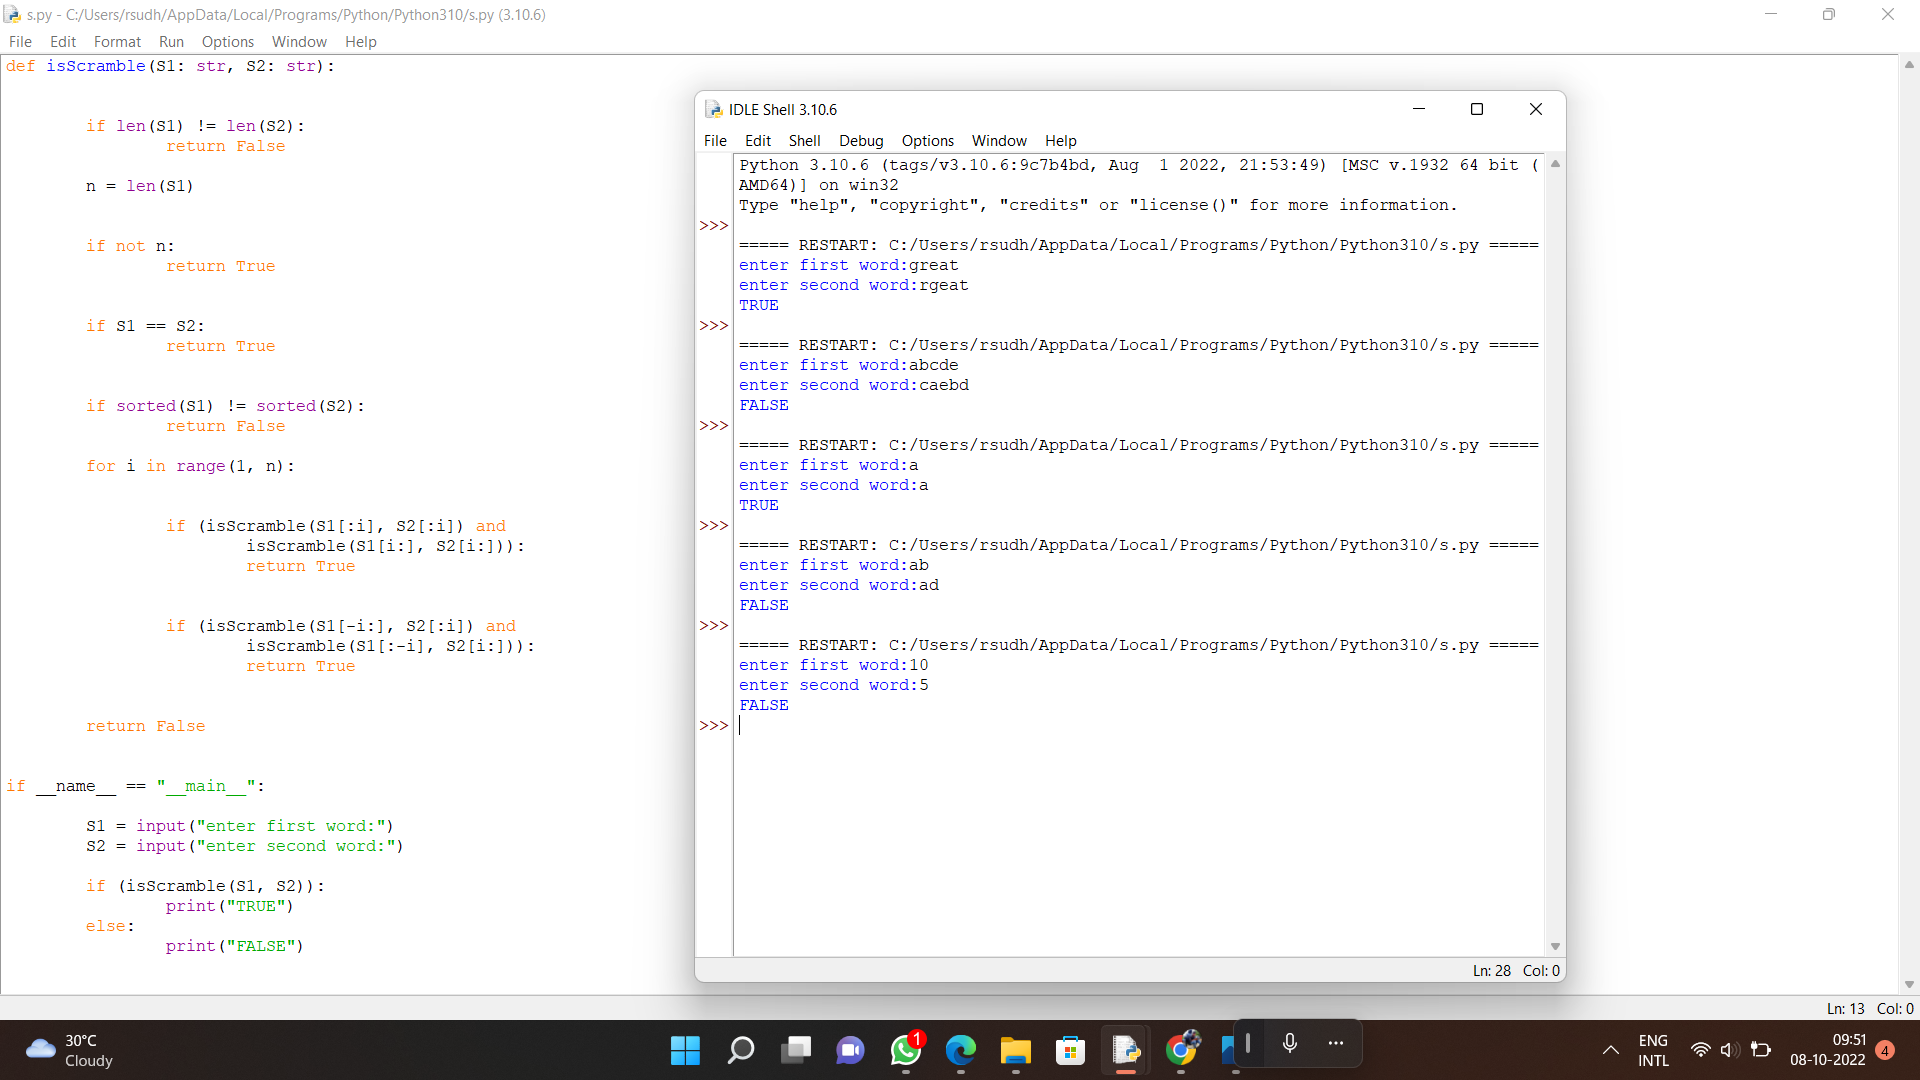 s.py - C:/Users/rsudh/AppData/Local/Programs/Python/Python310/s.py (3.10.6)
File Edit Format Run Options Window Help
def isScramble(S1: str, S2: str):
if len(S1) != len(S2):
return False
n = len(S1)
if not n:
return True
if S1 == S2:
return True
if sorted(S1) != sorted(S2):
return False
for i in range(1, n):
if (isScramble(S1[:i], S2[:i]) and
isScramble(S1[i:], S2[i:])):
return True
if (isScramble(S1[-i:], S2[:i]) and
isScramble(S1[:-i], S2[i:])):
return True
return False
if __name__ == "__main__":
S1 = input("enter first word:")
S2 = input("enter second word:")
if (isScramble(S1, S2)):
print("TRUE")
else:
print("FALSE")
IDLE Shell 3.10.6
File Edit Shell Debug Options Window Help
Python 3.10.6 (tags/v3.10.6:9c7b4bd, Aug  1 2022, 21:53:49) [MSC v.1932 64 bit (
AMD64)] on win32
Type "help", "copyright", "credits" or "license()" for more information.
>>>
===== RESTART: C:/Users/rsudh/AppData/Local/Programs/Python/Python310/s.py =====
enter first word:great
enter second word:rgeat
TRUE
>>>
===== RESTART: C:/Users/rsudh/AppData/Local/Programs/Python/Python310/s.py =====
enter first word:abcde
enter second word:caebd
FALSE
>>>
===== RESTART: C:/Users/rsudh/AppData/Local/Programs/Python/Python310/s.py =====
enter first word:a
enter second word:a
TRUE
>>>
===== RESTART: C:/Users/rsudh/AppData/Local/Programs/Python/Python310/s.py =====
enter first word:ab
enter second word:ad
FALSE
>>>
===== RESTART: C:/Users/rsudh/AppData/Local/Programs/Python/Python310/s.py =====
enter first word:10
enter second word:5
FALSE
>>>
Ln: 28 Col: 0
Ln: 13 Col: 0
30°C
Cloudy
1
ENG
INTL
09:51
08-10-2022
4